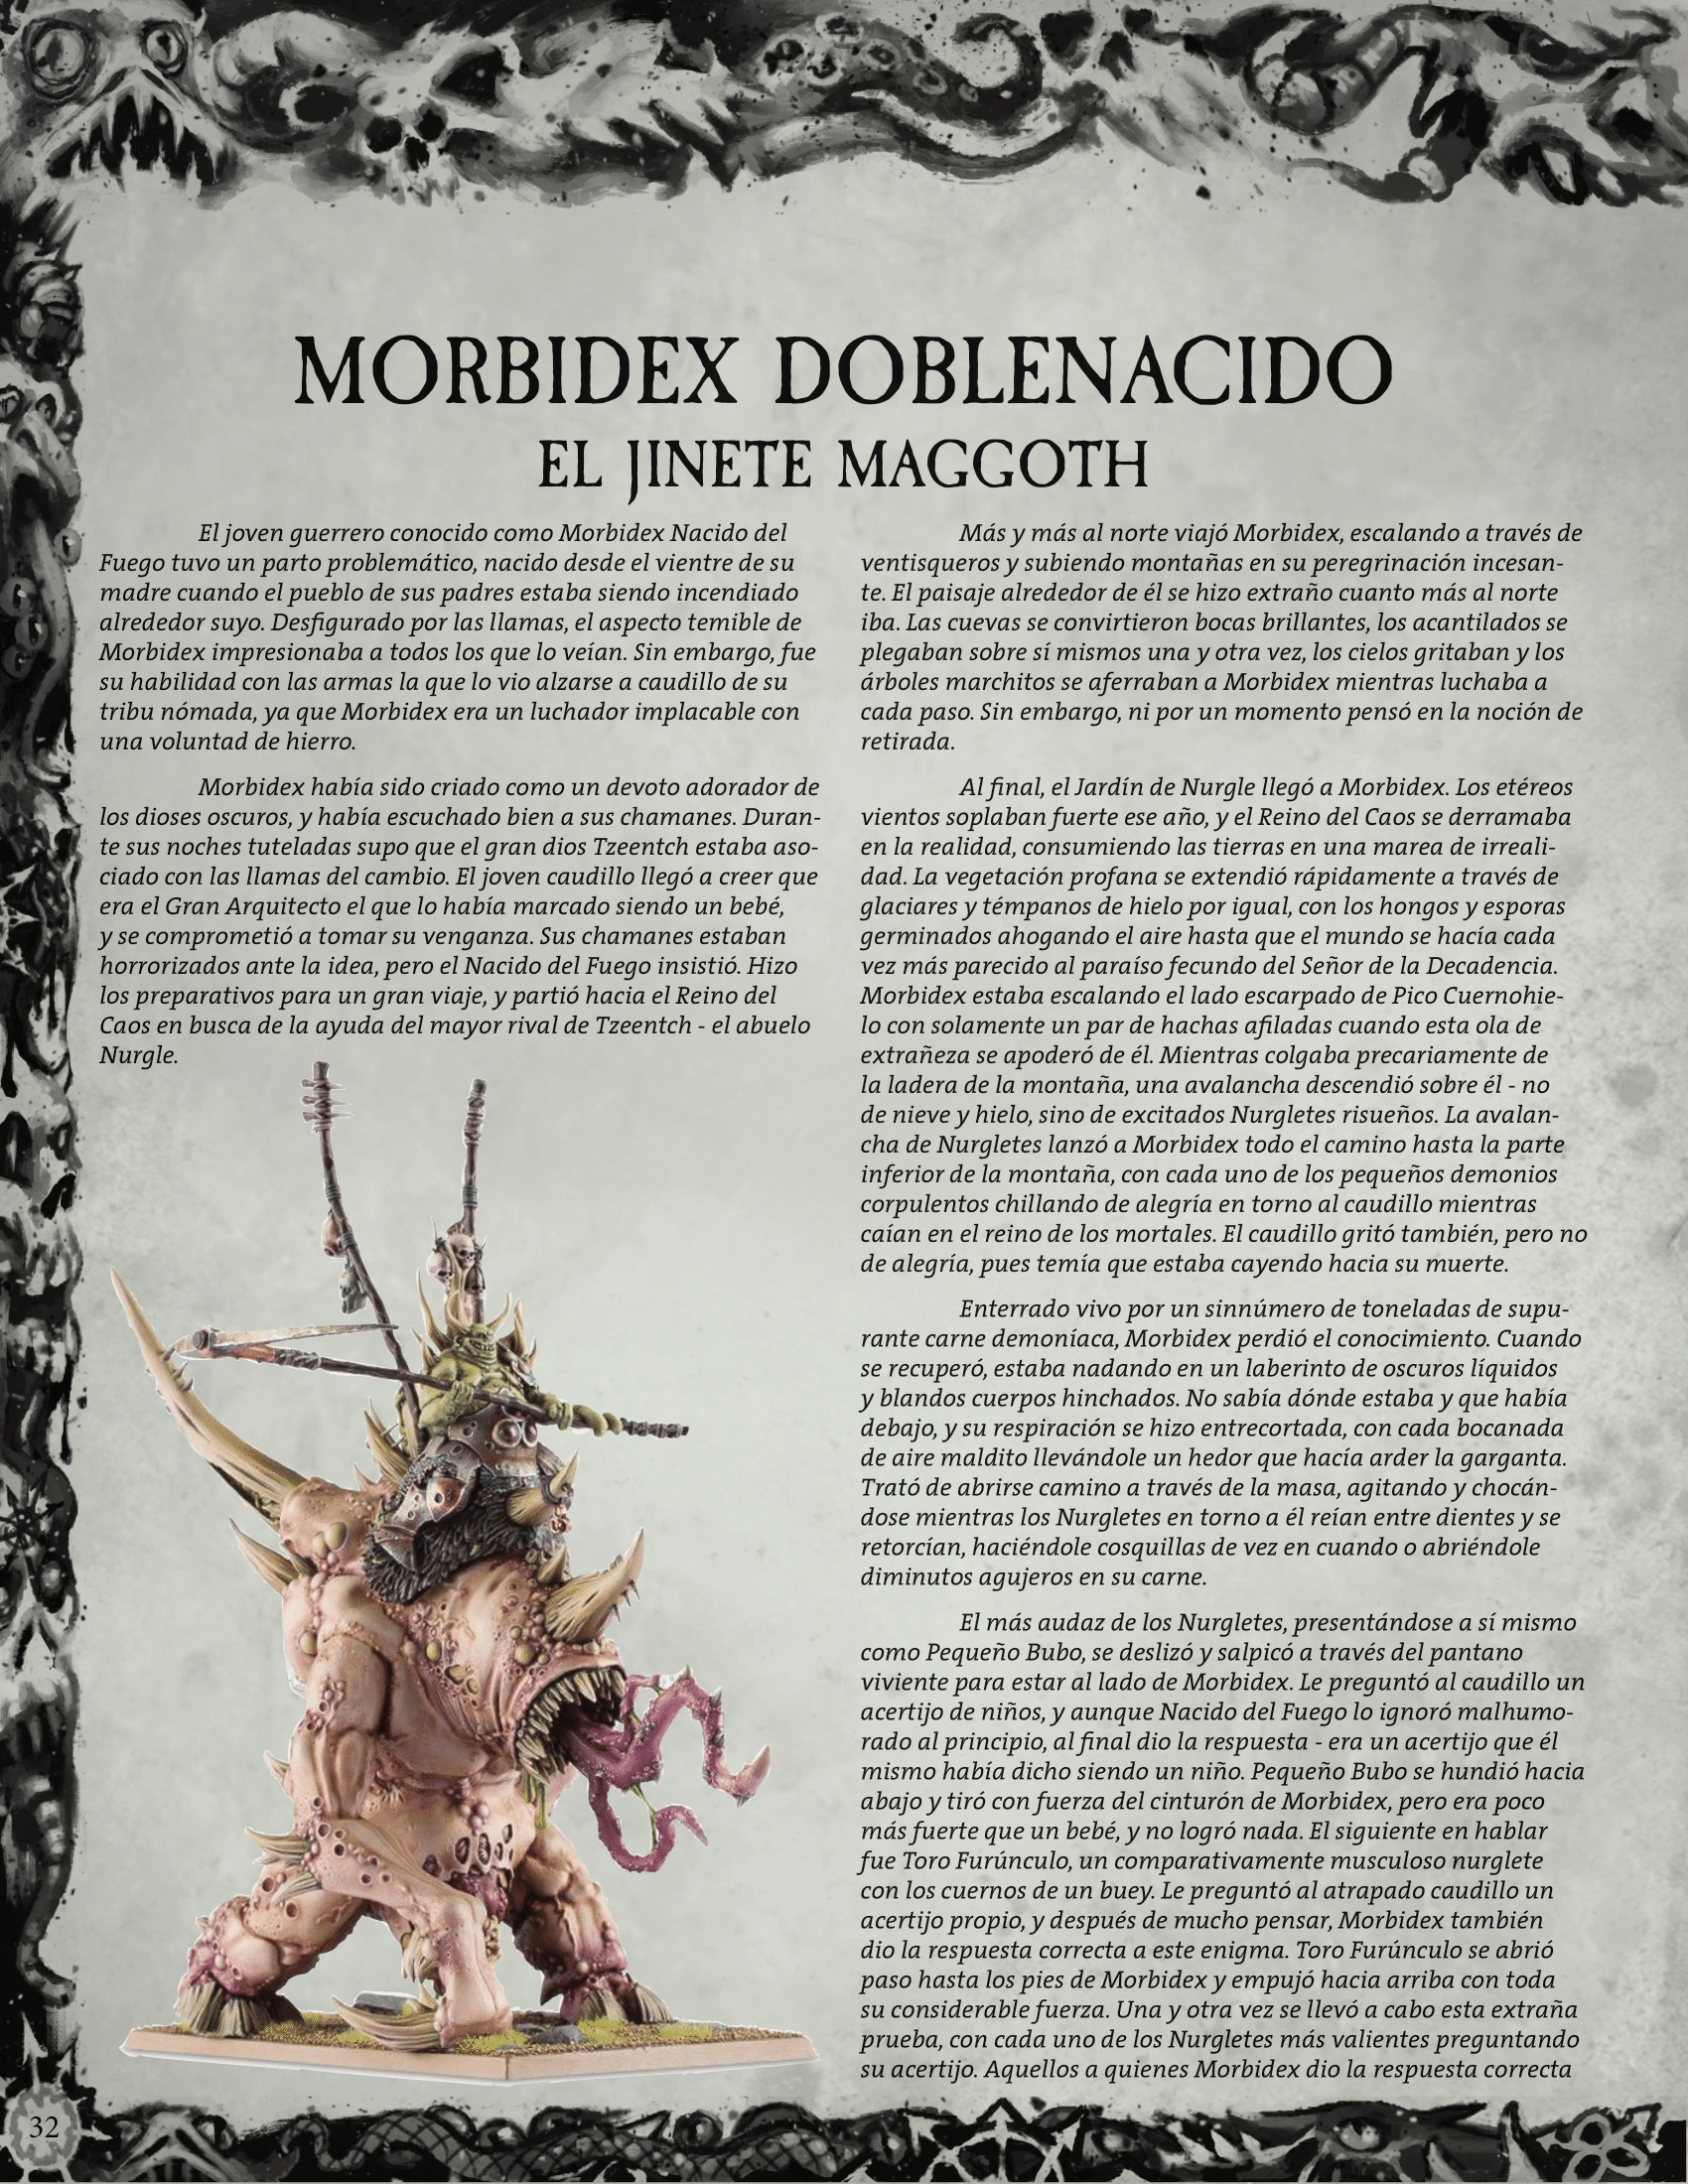 MORBIDEX DOBLENACIDO
EL JINETE MAGGOTH
El joven guerrero conocido como Morbidex Nacido del
Fuego tuvo un parto problemático, nacido desde el vientre de su
madre cuando el pueblo de sus padres estaba siendo incendiado
alrededor suyo. Desfigurado por las llamas, el aspecto temible de
Morbidex impresionaba a todos los que lo veían. Sin embargo, fue
su habilidad con las armas la que lo vio alzarse a caudillo de su
tribu nómada, ya que Morbidex era un luchador implacable con
una voluntad de hierro.
Morbidex había sido criado como un devoto adorador de
los dioses oscuros, y había escuchado bien a sus chamanes. Duran-
te sus noches tuteladas supo que el gran dios Tzeentch estaba aso-
ciado con las llamas del cambio. El joven caudillo llegó a creer que
era el Gran Arquitecto el que lo había marcado siendo un bebé,
y se comprometió a tomar su venganza. Sus chamanes estaban
horrorizados ante la idea, pero el Nacido del Fuego insistió. Hizo
los preparativos para un gran viaje, y partió hacia el Reino del
Caos en busca de la ayuda del mayor rival de Tzeentch - el abuelo
Nurgle.
Más y más al norte viajó Morbidex, escalando a través de
ventisqueros y subiendo montañas en su peregrinación incesan-
te. El paisaje alrededor de él se hizo extraño cuanto más al norte
iba. Las cuevas se convirtieron bocas brillantes, los acantilados se
plegaban sobre sí mismos una y otra vez, los cielos gritaban y los
árboles marchitos se aferraban a Morbidex mientras luchaba a
cada paso. Sin embargo, ni por un momento pensó en la noción de
retirada.
Al final, el Jardín de Nurgle llegó a Morbidex. Los etéreos
vientos soplaban fuerte ese año, y el Reino del Caos se derramaba
en la realidad, consumiendo las tierras en una marea de irreali-
dad. La vegetación profana se extendió rápidamente a través de
glaciares y témpanos de hielo por igual, con los hongos y esporas
germinados ahogando el aire hasta que el mundo se hacía cada
vez más parecido al paraíso fecundo del Señor de la Decadencia.
Morbidex estaba escalando el lado escarpado de Pico Cuernohie-
lo con solamente un par de hachas afiladas cuando esta ola de
extrañeza se apoderó de él. Mientras colgaba precariamente de
la ladera de la montaña, una avalancha descendió sobre él - no
de nieve y hielo, sino de excitados Nurgletes risueños. La avalan-
cha de Nurgletes lanzó a Morbidex todo el camino hasta la parte
inferior de la montaña, con cada uno de los pequeños demonios
corpulentos chillando de alegría en torno al caudillo mientras
caían en el reino de los mortales. El caudillo gritó también, pero no
de alegría, pues temía que estaba cayendo hacia su muerte.
Enterrado vivo por un sinnúmero de toneladas de supu-
rante carne demoníaca, Morbidex perdió el conocimiento. Cuando
se recuperó, estaba nadando en un laberinto de oscuros líquidos
y blandos cuerpos hinchados. No sabía dónde estaba y que había
debajo, y su respiración se hizo entrecortada, con cada bocanada
de aire maldito llevándole un hedor que hacía arder la garganta.
Trató de abrirse camino a través de la masa, agitando y chocán-
dose mientras los Nurgletes en torno a él reían entre dientes y se
retorcían, haciéndole cosquillas de vez en cuando o abriéndole
diminutos agujeros en su carne.
El más audaz de los Nurgletes, presentándose a sí mismo
como Pequeño Bubo, se deslizó y salpicó a través del pantano
viviente para estar al lado de Morbidex. Le preguntó al caudillo un
acertijo de niños, y aunque Nacido del Fuego lo ignoró malhumo-
rado al principio, al final dio la respuesta - era un acertijo que él
mismo había dicho siendo un niño. Pequeño Bubo se hundió hacia
abajo y tiró con fuerza del cinturón de Morbidex, pero era poco
más fuerte que un bebé, y no logró nada. El siguiente en hablar
fue Toro Furúnculo, un comparativamente musculoso nurglete
con los cuernos de un buey. Le preguntó al atrapado caudillo un
acertijo propio, y después de mucho pensar, Morbidex también
dio la respuesta correcta a este enigma. Toro Furúnculo se abrió
paso hasta los pies de Morbidex y empujó hacia arriba con toda
su considerable fuerza. Una y otra vez se llevó a cabo esta extraña
prueba, con cada uno de los Nurgletes más valientes preguntando
su acertijo. Aquellos a quienes Morbidex dio la respuesta correcta
32